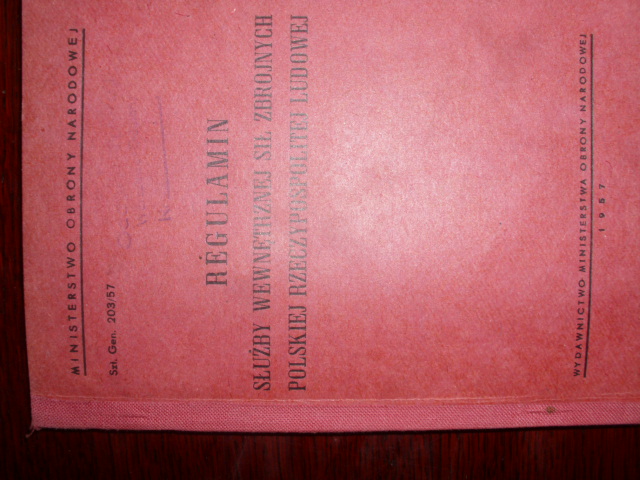 MINISTERSTWO OBRONY NARODOWEJ
Szt. Gen. 203/57
REGULAMIN
SŁUŻBY WEWNĘTRZNEJ SIŁ ZBROJNYCH
POLSKIEJ RZECZYPOSPOLITEJ LUDOWEJ
WYDAWNICTWO MINISTERSTWA OBRONY NARODOWEJ
1957